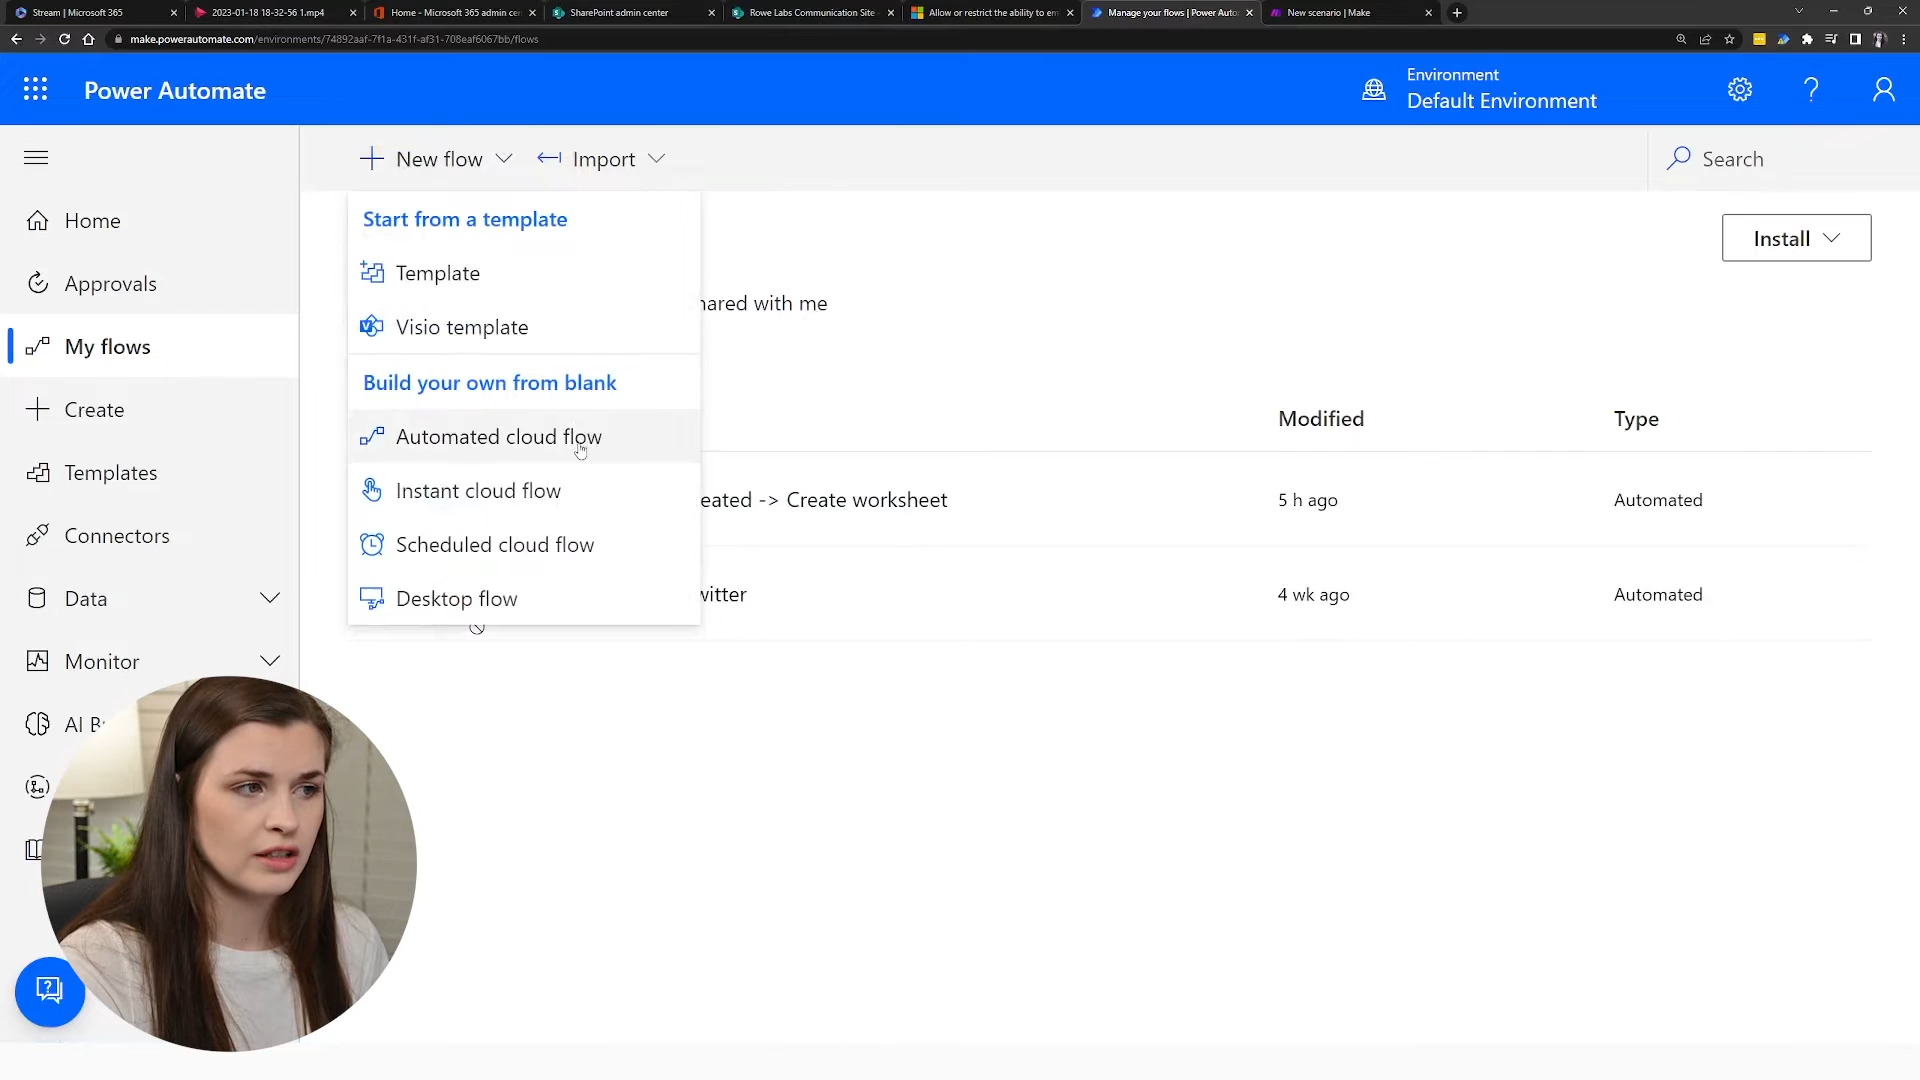 Stream | Microsoft 365
2023-01-18 18-32-56 1.mp4
Home - Microsoft 365 admin cen
SharePoint admin center
Rowe Labs Communication Site -
Allow or restrict the ability to em
Manage your flows | Power Auto
New scenario | Make
make.powerautomate.com/environments/74892aaf-7f1a-431f-af31-708eaf6067bb/flows
Power Automate
Environment
Default Environment
New flow
Import
Search
Home
Approvals
My flows
Create
Templates
Connectors
Data
Monitor
AI B
Start from a template
Template
Visio template
Build your own from blank
Automated cloud flow
Instant cloud flow
Scheduled cloud flow
Desktop flow
Install
hared with me
Modified
Type
eated -> Create worksheet
5 h ago
Automated
witter
4 wk ago
Automated